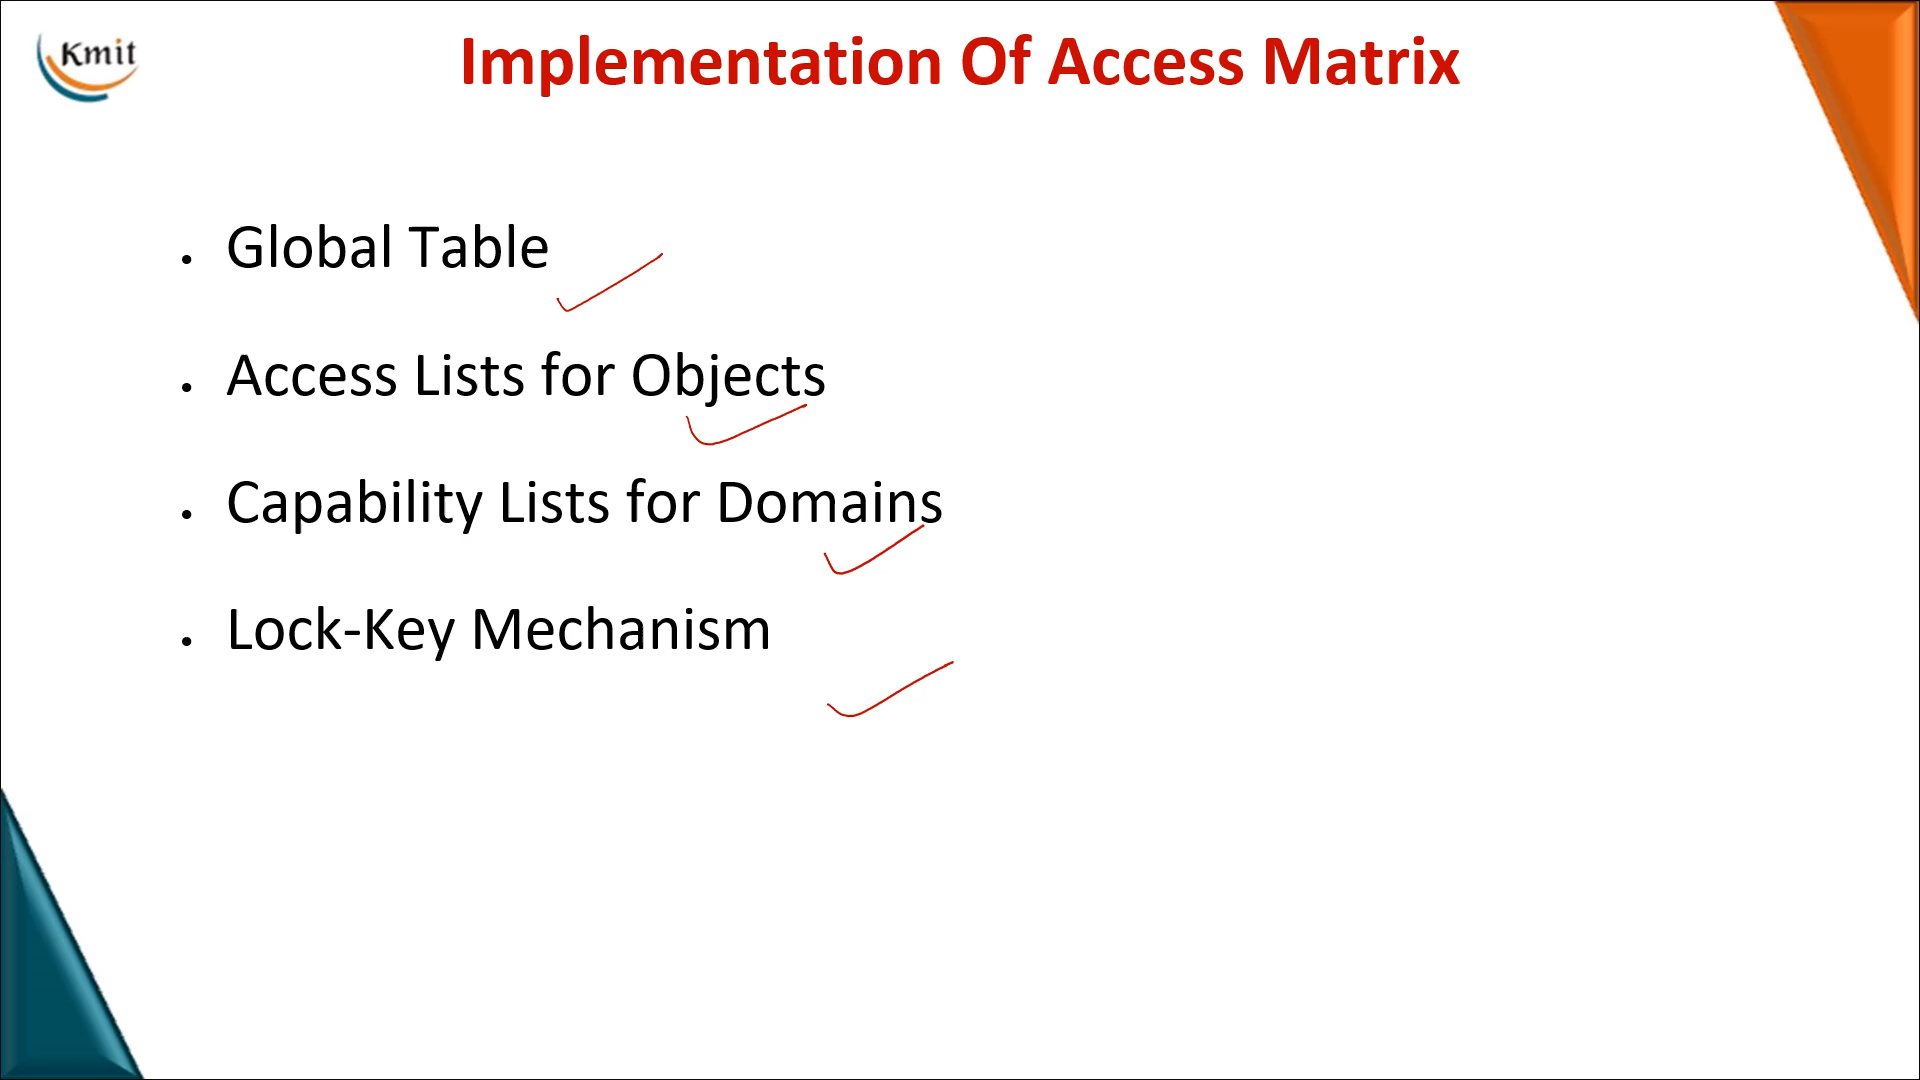 Kmit
Implementation Of Access Matrix
• Global Table
• Access Lists for Objects
• Capability Lists for Domains
• Lock-Key Mechanism